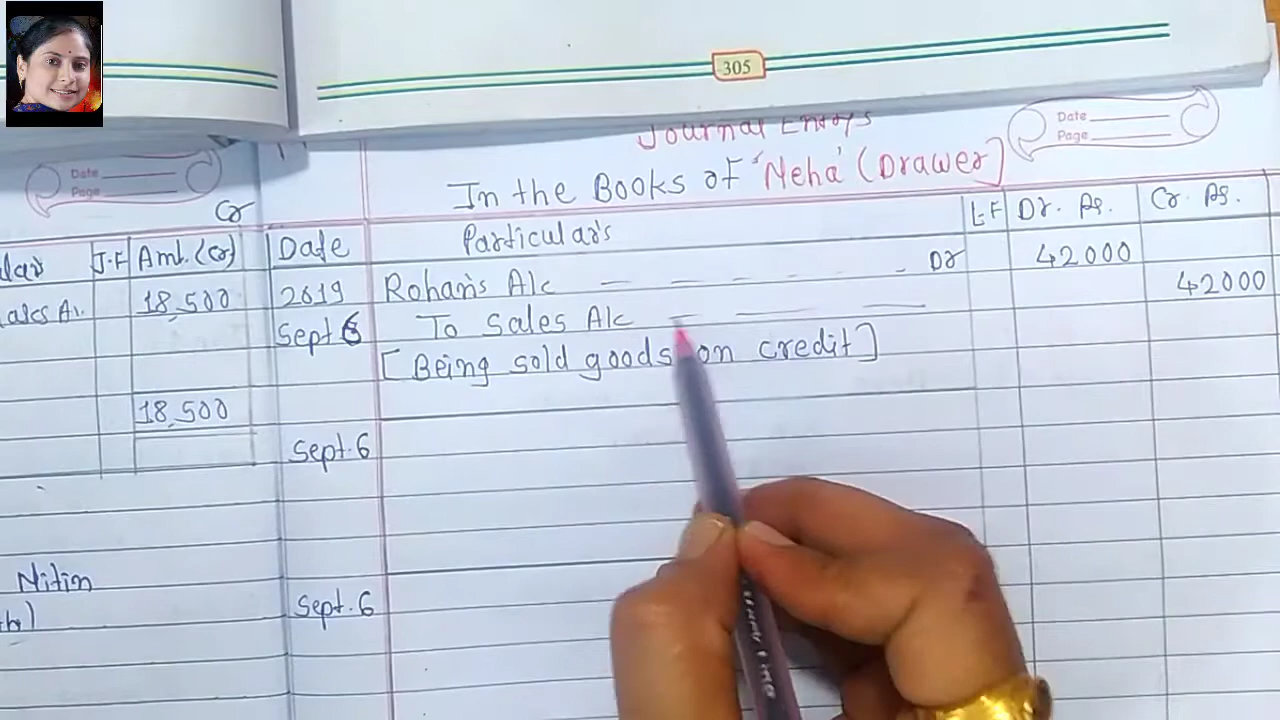 305
Journal Entrys
Date
Page
In the Books of 'Neha' (Drawer)
Date
Page
Cr
J.F Amt. (Cr)
18,500
18,500
Nitin
Date Particulars L F Dr. Rs. Cr. Rs.
2019 Rohan's A/c Dr 42000
Sept 6 To Sales A/c 42000
[Being sold goods on credit]
Sept. 6
Sept. 6